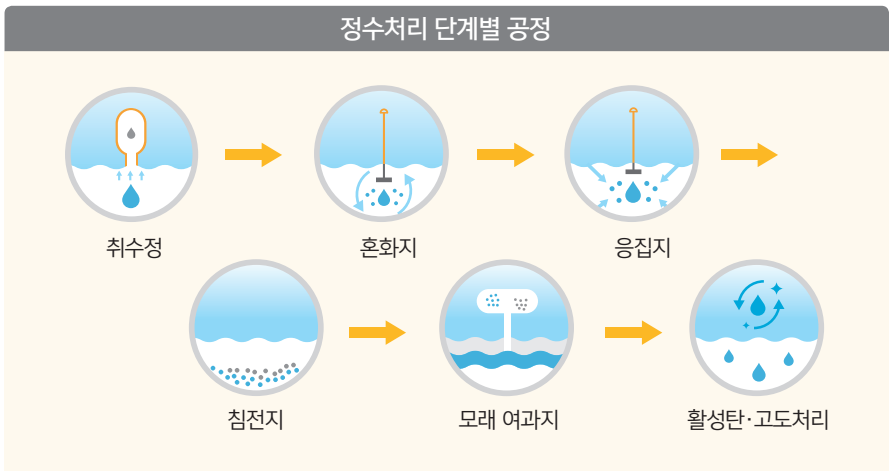 정수처리 단계별 공정
취수정
혼화지
응집지
침전지
모래 여과지
활성탄·고도처리